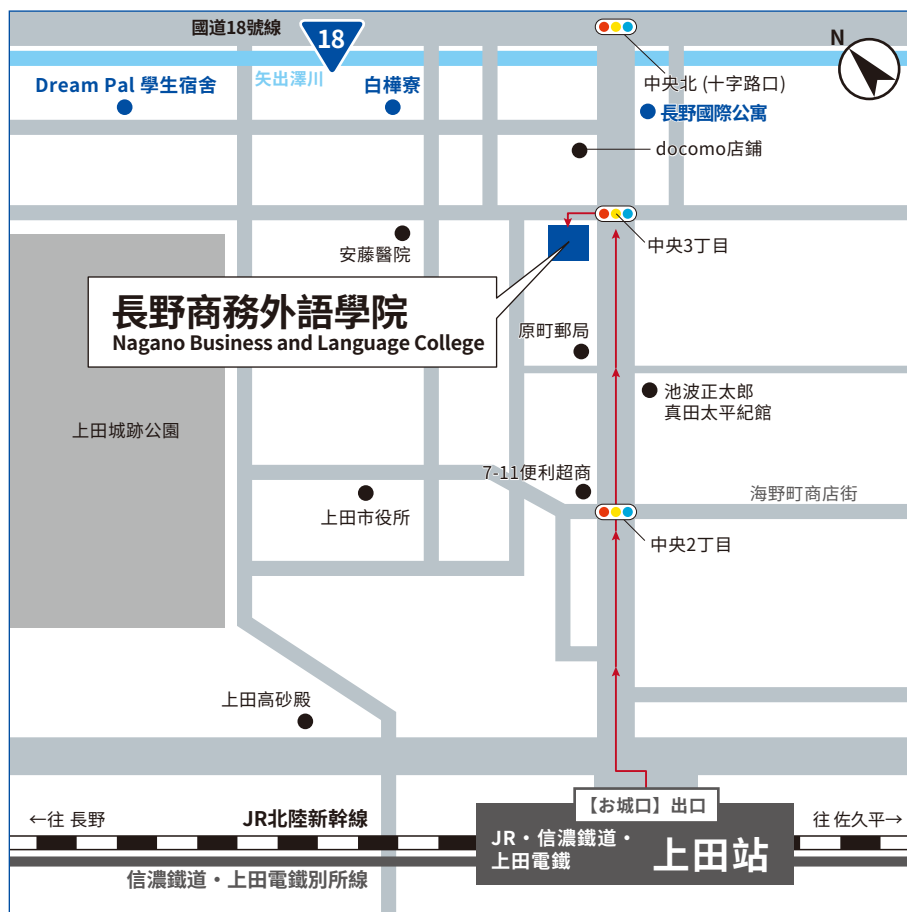 國道18號線
18
N
矢出澤川
Dream Pal 學生宿舍
白樺寮
中央北 (十字路口)
長野國際公寓
docomo店鋪
安藤醫院
中央3丁目
長野商務外語學院
Nagano Business and Language College
原町郵局
池波正太郎
真田太平紀館
上田城跡公園
7-11便利超商
海野町商店街
上田市役所
中央2丁目
上田高砂殿
【お城口】出口
←往 長野
JR北陸新幹線
往 佐久平→
JR・信濃鐵道・
上田電鐵
上田站
信濃鐵道・上田電鐵別所線